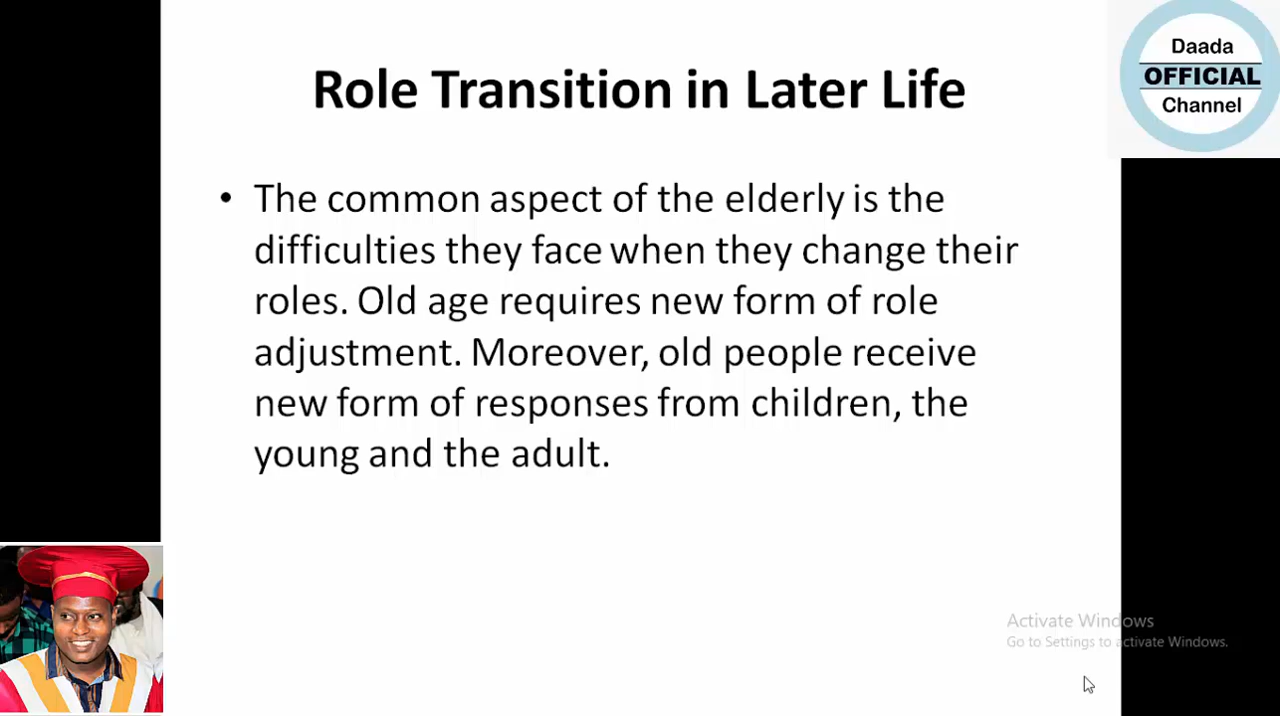 Role Transition in Later Life
• The common aspect of the elderly is the
difficulties they face when they change their
roles. Old age requires new form of role
adjustment. Moreover, old people receive
new form of responses from children, the
young and the adult.
Daada
OFFICIAL
Channel
Activate Windows
Go to Settings to activate Windows.